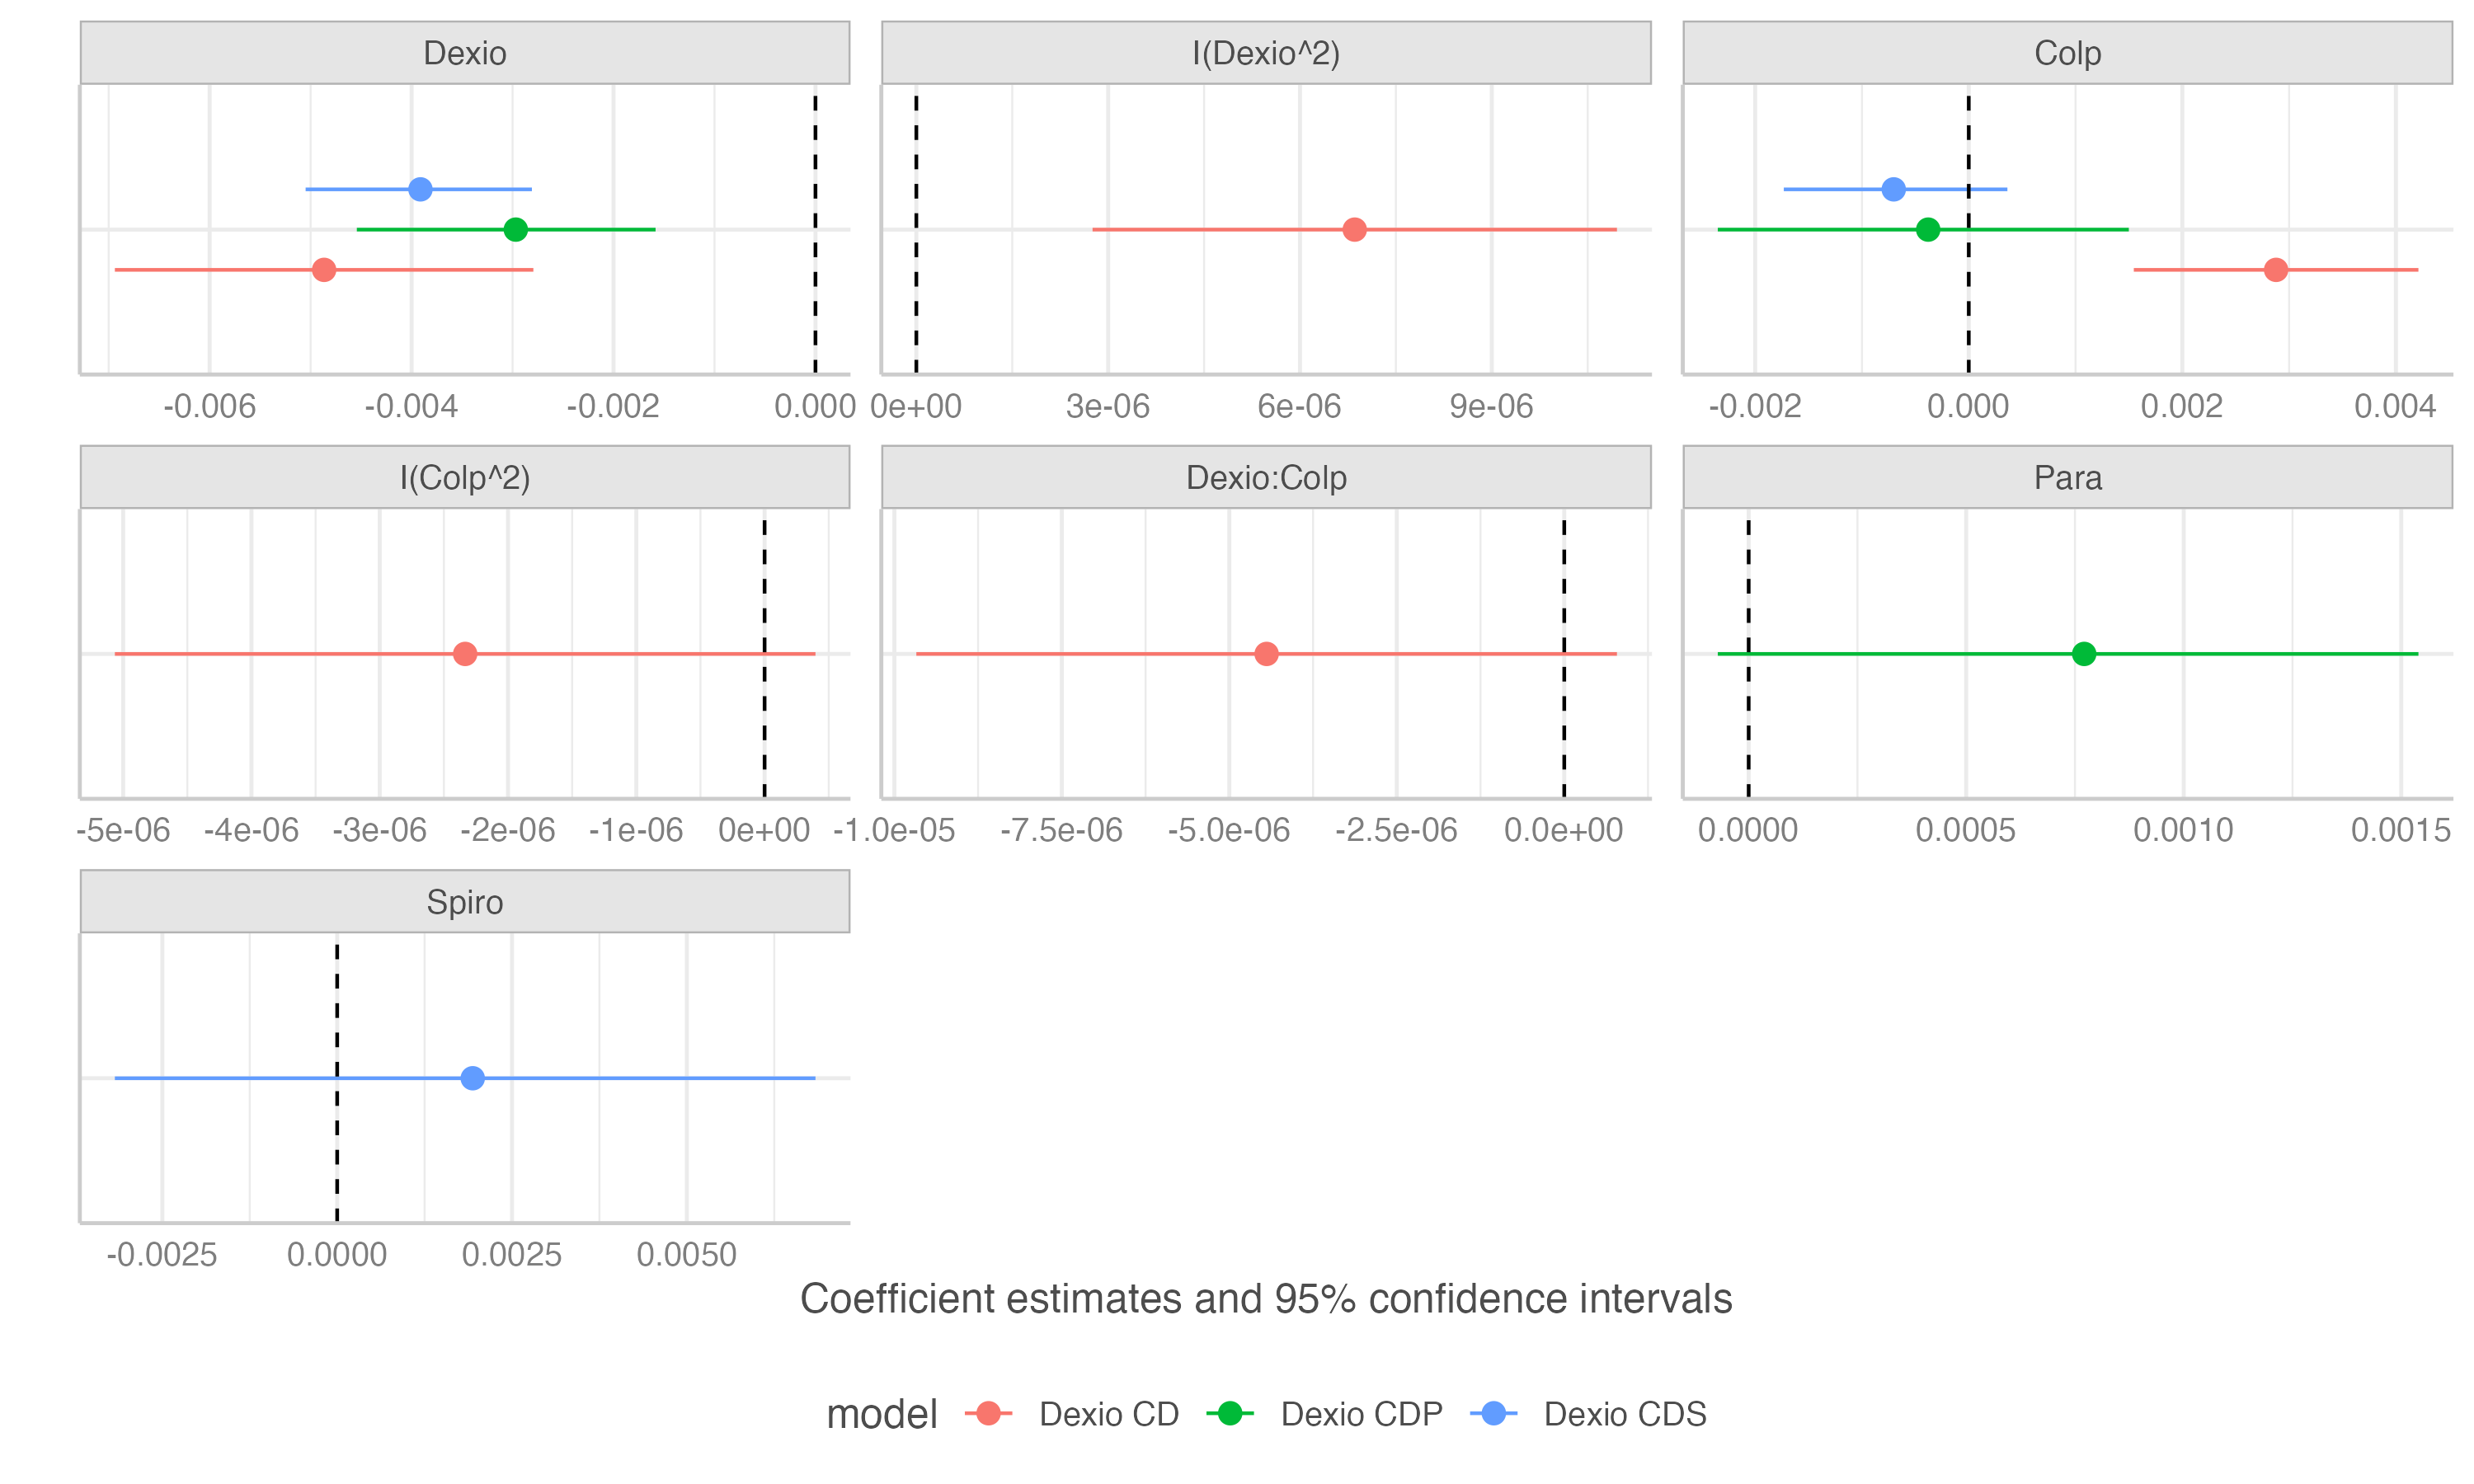 Dexio I(Dexio^2) Colp
-0.006 -0.004 -0.002 0.000 0e+00 3e-06 6e-06 9e-06 -0.002 0.000 0.002 0.004
I(Colp^2) Dexio:Colp Para
-5e-06 -4e-06 -3e-06 -2e-06 -1e-06 0e+00 -1.0e-05 -7.5e-06 -5.0e-06 -2.5e-06 0.0e+00 0.0000 0.0005 0.0010 0.0015
Spiro
-0.0025 0.0000 0.0025 0.0050
Coefficient estimates and 95% confidence intervals
model Dexio CD Dexio CDP Dexio CDS